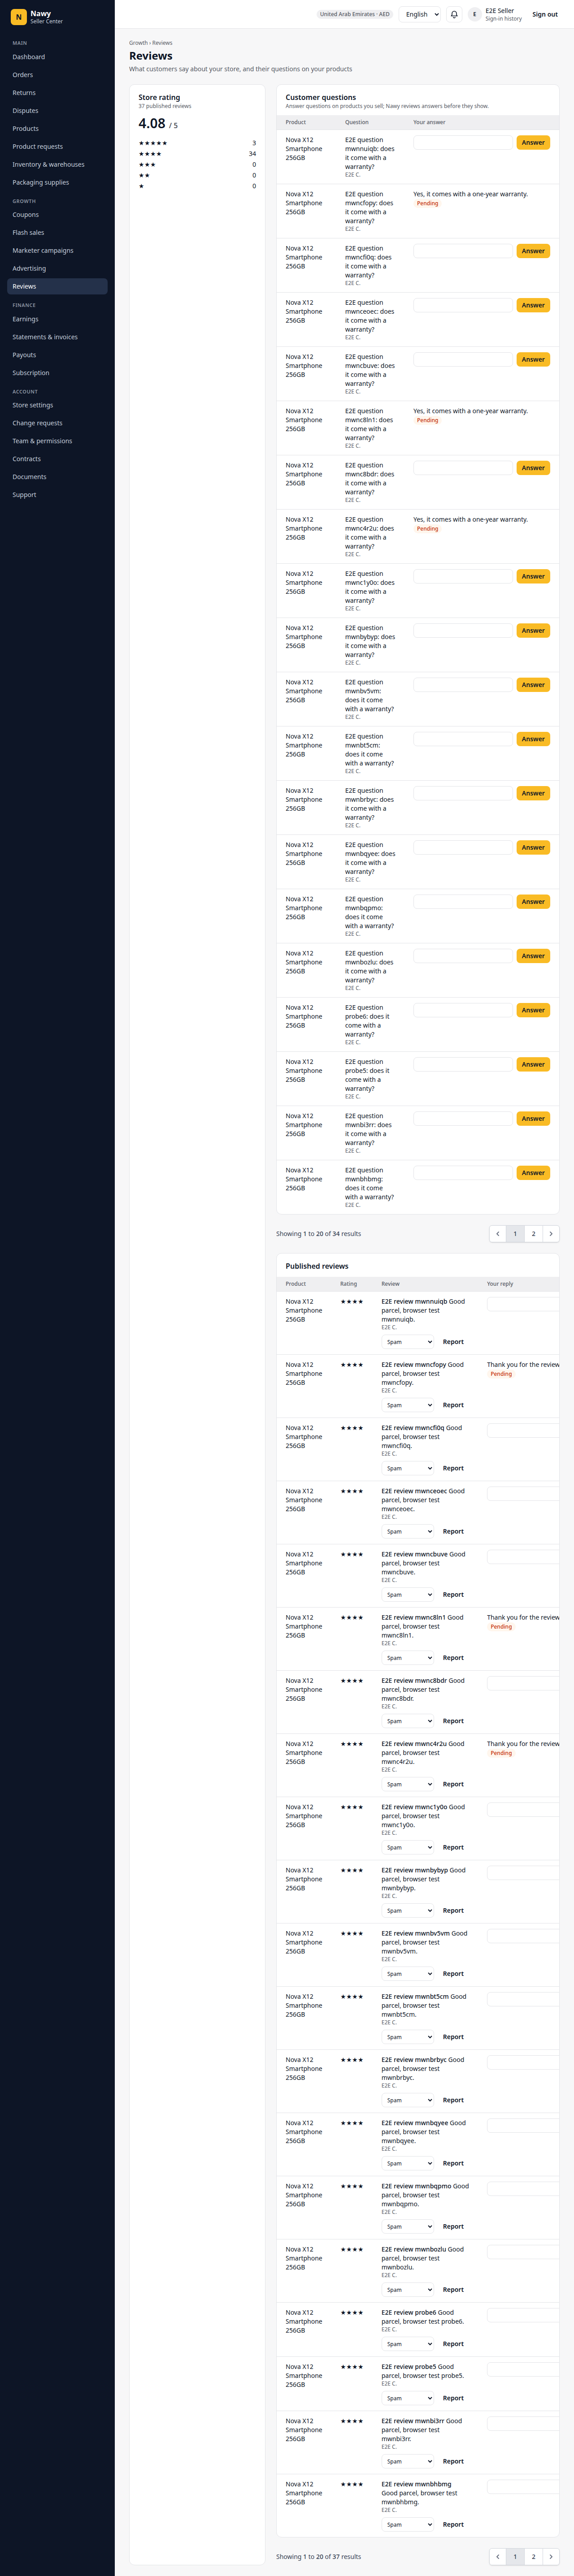 N
Nawy
Seller Center
MAIN
Dashboard
Orders
Returns
Disputes
Products
Product requests
Inventory & warehouses
Packaging supplies
GROWTH
Coupons
Flash sales
Marketer campaigns
Advertising
Reviews
FINANCE
Earnings
Statements & invoices
Payouts
Subscription
ACCOUNT
Store settings
Change requests
Team & permissions
Contracts
Documents
Support
United Arab Emirates · AED
English
E
E2E Seller
Sign-in history
Sign out
Growth › Reviews
Reviews
What customers say about your store, and their questions on your products
Store rating
37 published reviews
4.08 / 5
★★★★★ 3
★★★★ 34
★★★ 0
★★ 0
★ 0
Customer questions
Answer questions on products you sell; Nawy reviews answers before they show.
Product Question Your answer
Nova X12
Smartphone
256GB
E2E question
mwnnuiqb: does
it come with a
warranty?
E2E C.
Answer
Nova X12
Smartphone
256GB
E2E question
mwncfopy: does
it come with a
warranty?
E2E C.
Yes, it comes with a one-year warranty.
Pending
Nova X12
Smartphone
256GB
E2E question
mwncfi0q: does
it come with a
warranty?
E2E C.
Answer
Nova X12
Smartphone
256GB
E2E question
mwnceoec: does
it come with a
warranty?
E2E C.
Answer
Nova X12
Smartphone
256GB
E2E question
mwncbuve: does
it come with a
warranty?
E2E C.
Answer
Nova X12
Smartphone
256GB
E2E question
mwnc8ln1: does
it come with a
warranty?
E2E C.
Yes, it comes with a one-year warranty.
Pending
Nova X12
Smartphone
256GB
E2E question
mwnc8bdr: does
it come with a
warranty?
E2E C.
Answer
Nova X12
Smartphone
256GB
E2E question
mwnc4r2u: does
it come with a
warranty?
E2E C.
Yes, it comes with a one-year warranty.
Pending
Nova X12
Smartphone
256GB
E2E question
mwnc1y0o: does
it come with a
warranty?
E2E C.
Answer
Nova X12
Smartphone
256GB
E2E question
mwnbybyp: does
it come with a
warranty?
E2E C.
Answer
Nova X12
Smartphone
256GB
E2E question
mwnbv5vm:
does it come
with a warranty?
E2E C.
Answer
Nova X12
Smartphone
256GB
E2E question
mwnbt5cm:
does it come
with a warranty?
E2E C.
Answer
Nova X12
Smartphone
256GB
E2E question
mwnbrbyc: does
it come with a
warranty?
E2E C.
Answer
Nova X12
Smartphone
256GB
E2E question
mwnbqyee: does
it come with a
warranty?
E2E C.
Answer
Nova X12
Smartphone
256GB
E2E question
mwnbqpmo:
does it come
with a warranty?
E2E C.
Answer
Nova X12
Smartphone
256GB
E2E question
mwnbozlu: does
it come with a
warranty?
E2E C.
Answer
Nova X12
Smartphone
256GB
E2E question
probe6: does it
come with a
warranty?
E2E C.
Answer
Nova X12
Smartphone
256GB
E2E question
probe5: does it
come with a
warranty?
E2E C.
Answer
Nova X12
Smartphone
256GB
E2E question
mwnbi3rr: does
it come with a
warranty?
E2E C.
Answer
Nova X12
Smartphone
256GB
E2E question
mwnbhbmg:
does it come
with a warranty?
E2E C.
Answer
Showing 1 to 20 of 34 results
‹ 1 2 ›
Published reviews
Product Rating Review Your reply
Nova X12
Smartphone
256GB
★★★★
E2E review mwnnuiqb Good
parcel, browser test
mwnnuiqb.
E2E C.
Spam Report
Nova X12
Smartphone
256GB
★★★★
E2E review mwncfopy Good
parcel, browser test
mwncfopy.
E2E C.
Spam Report
Thank you for the review
Pending
Nova X12
Smartphone
256GB
★★★★
E2E review mwncfi0q Good
parcel, browser test
mwncfi0q.
E2E C.
Spam Report
Nova X12
Smartphone
256GB
★★★★
E2E review mwnceoec Good
parcel, browser test
mwnceoec.
E2E C.
Spam Report
Nova X12
Smartphone
256GB
★★★★
E2E review mwncbuve Good
parcel, browser test
mwncbuve.
E2E C.
Spam Report
Nova X12
Smartphone
256GB
★★★★
E2E review mwnc8ln1 Good
parcel, browser test
mwnc8ln1.
E2E C.
Spam Report
Thank you for the review
Pending
Nova X12
Smartphone
256GB
★★★★
E2E review mwnc8bdr Good
parcel, browser test
mwnc8bdr.
E2E C.
Spam Report
Nova X12
Smartphone
256GB
★★★★
E2E review mwnc4r2u Good
parcel, browser test
mwnc4r2u.
E2E C.
Spam Report
Thank you for the review
Pending
Nova X12
Smartphone
256GB
★★★★
E2E review mwnc1y0o Good
parcel, browser test
mwnc1y0o.
E2E C.
Spam Report
Nova X12
Smartphone
256GB
★★★★
E2E review mwnbybyp Good
parcel, browser test
mwnbybyp.
E2E C.
Spam Report
Nova X12
Smartphone
256GB
★★★★
E2E review mwnbv5vm Good
parcel, browser test
mwnbv5vm.
E2E C.
Spam Report
Nova X12
Smartphone
256GB
★★★★
E2E review mwnbt5cm Good
parcel, browser test
mwnbt5cm.
E2E C.
Spam Report
Nova X12
Smartphone
256GB
★★★★
E2E review mwnbrbyc Good
parcel, browser test
mwnbrbyc.
E2E C.
Spam Report
Nova X12
Smartphone
256GB
★★★★
E2E review mwnbqyee Good
parcel, browser test
mwnbqyee.
E2E C.
Spam Report
Nova X12
Smartphone
256GB
★★★★
E2E review mwnbqpmo Good
parcel, browser test
mwnbqpmo.
E2E C.
Spam Report
Nova X12
Smartphone
256GB
★★★★
E2E review mwnbozlu Good
parcel, browser test
mwnbozlu.
E2E C.
Spam Report
Nova X12
Smartphone
256GB
★★★★
E2E review probe6 Good
parcel, browser test probe6.
E2E C.
Spam Report
Nova X12
Smartphone
256GB
★★★★
E2E review probe5 Good
parcel, browser test probe5.
E2E C.
Spam Report
Nova X12
Smartphone
256GB
★★★★
E2E review mwnbi3rr Good
parcel, browser test
mwnbi3rr.
E2E C.
Spam Report
Nova X12
Smartphone
256GB
★★★★
E2E review mwnbhbmg
Good parcel, browser test
mwnbhbmg.
E2E C.
Spam Report
Showing 1 to 20 of 37 results
‹ 1 2 ›